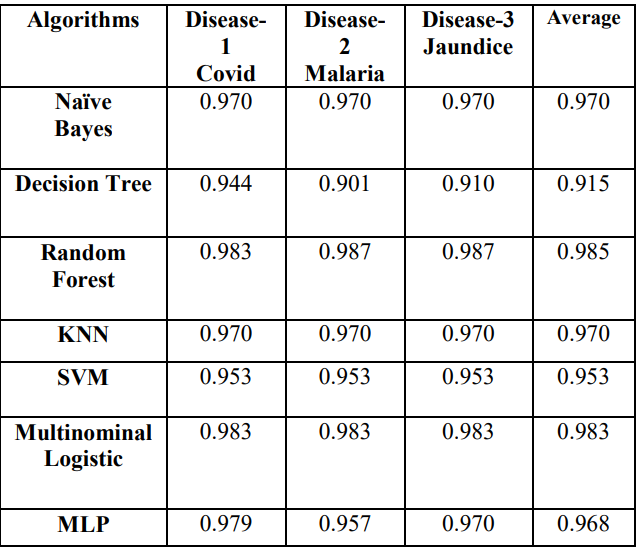 Algorithms Disease-1 Covid Disease-2 Malaria Disease-3 Jaundice Average
Naïve Bayes 0.970 0.970 0.970 0.970
Decision Tree 0.944 0.901 0.910 0.915
Random Forest 0.983 0.987 0.987 0.985
KNN 0.970 0.970 0.970 0.970
SVM 0.953 0.953 0.953 0.953
Multinominal Logistic 0.983 0.983 0.983 0.983
MLP 0.979 0.957 0.970 0.968